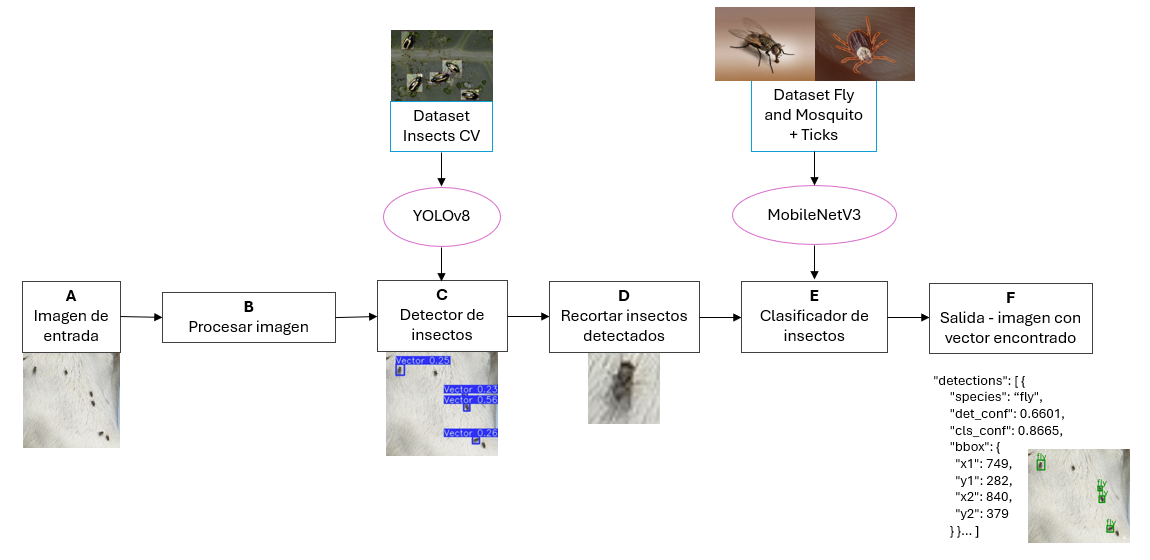 Dataset
Insects CV
Dataset Fly
and Mosquito
+ Ticks
YOLOv8
MobileNetV3
A
Imagen de
entrada
B
Procesar imagen
C
Detector de
insectos
D
Recortar insectos
detectados
E
Clasificador de
insectos
F
Salida - imagen con
vector encontrado
Vector 0.25
Vector 0.23
Vector 0.56
Vector 0.26
"detections": [ {
"species": “fly",
"det_conf": 0.6601,
"cls_conf": 0.8665,
"bbox": {
"x1": 749,
"y1": 282,
"x2": 840,
"y2": 379
} }... ]
fly
fly
fly
fly